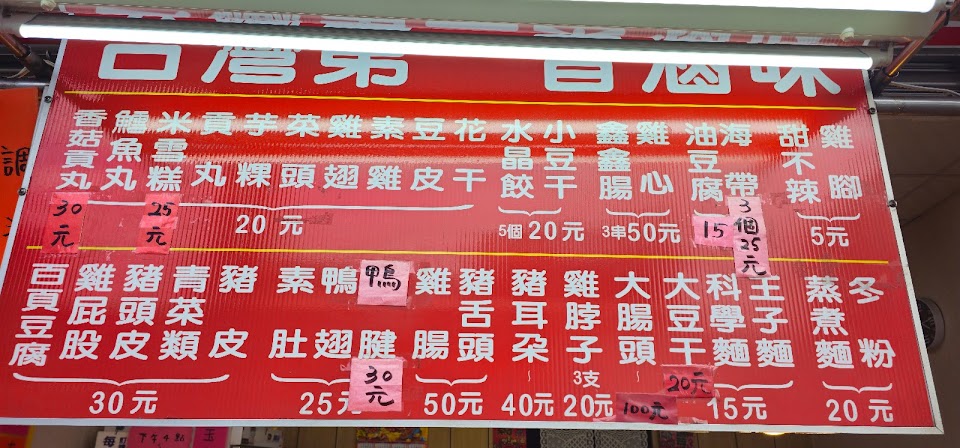 台灣第 香滷味
香菇貢丸
鱈魚丸
米雪糕
貢丸
芋粿
菜頭
雞翅
素雞
豆皮
花干
水晶餃
小豆干
鑫鑫腸
雞心
油豆腐
海帶
甜不辣
雞腳
30元
25元
20元
5個20元
3串50元
15
3個25元
5元
百頁豆腐
雞屁股
豬頭皮
青菜類
豬皮
素肚
鴨翅
鴨腱
雞腸
豬舌頭
豬耳朵
雞脖子
大腸頭
大豆干
科學麵
王子麵
蒸煮麵
冬粉
30元
25元
30元
50元
40元
3支
20元
100元
20元
15元
20元